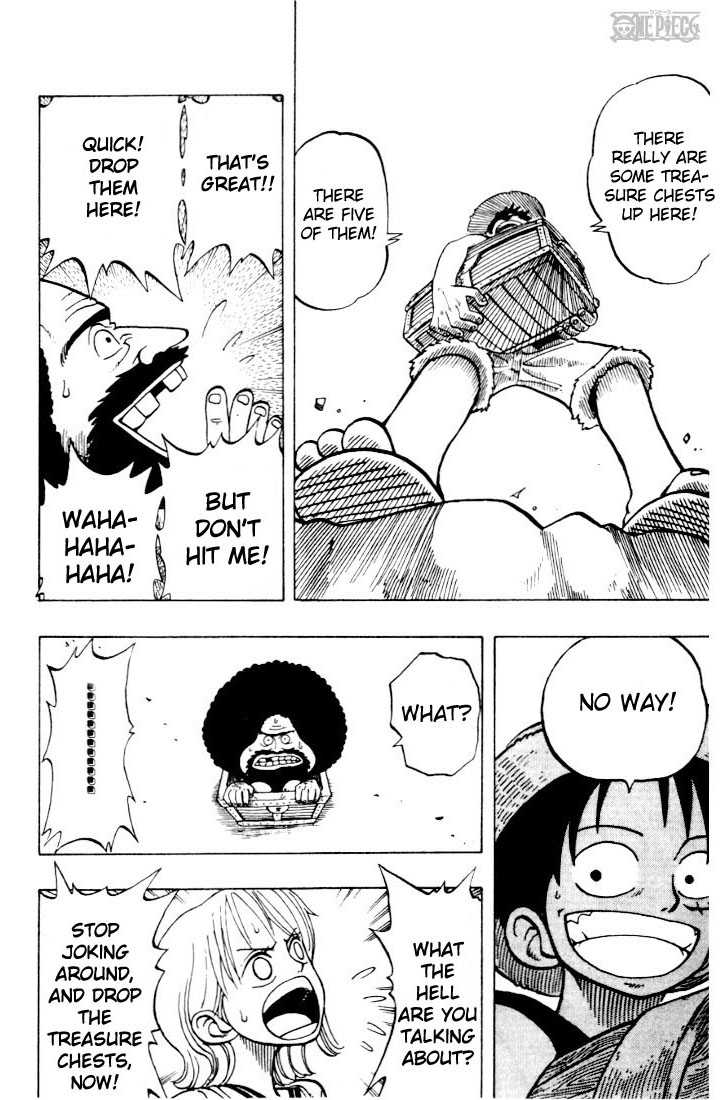 ONE PIECE
THERE
REALLY ARE
SOME TREA-
SURE CHESTS
UP HERE!
THERE
ARE FIVE
OF THEM!
THAT'S
GREAT!!
QUICK!
DROP
THEM
HERE!
BUT
DON'T
HIT ME!
WAHA-
HAHA-
HAHA!
NO WAY!
WHAT?
WHAT
THE
HELL
ARE YOU
TALKING
ABOUT?
STOP
JOKING
AROUND,
AND DROP
THE
TREASURE
CHESTS,
NOW!